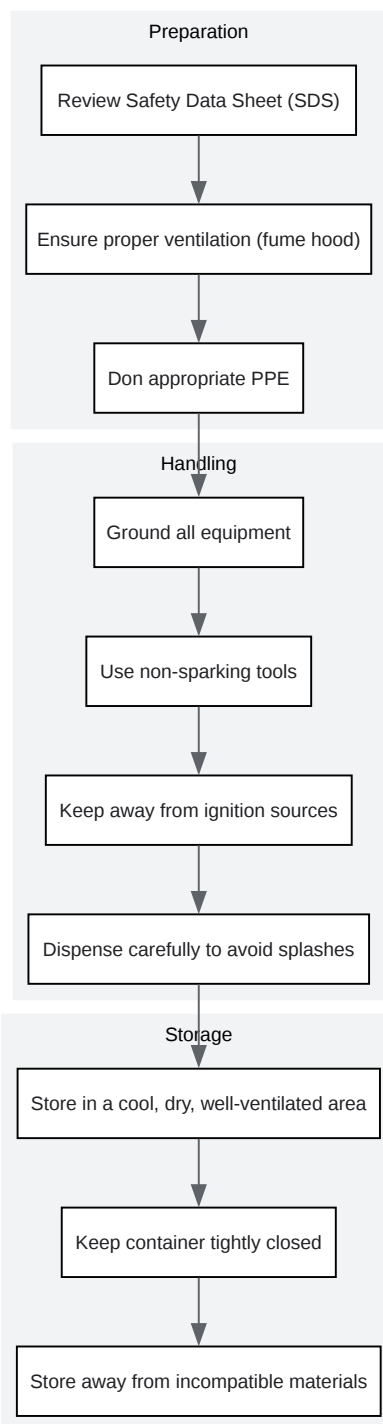 Preparation
Review Safety Data Sheet (SDS)
Ensure proper ventilation (fume hood)
Don appropriate PPE
Handling
Ground all equipment
Use non-sparking tools
Keep away from ignition sources
Dispense carefully to avoid splashes
Storage
Store in a cool, dry, well-ventilated area
Keep container tightly closed
Store away from incompatible materials